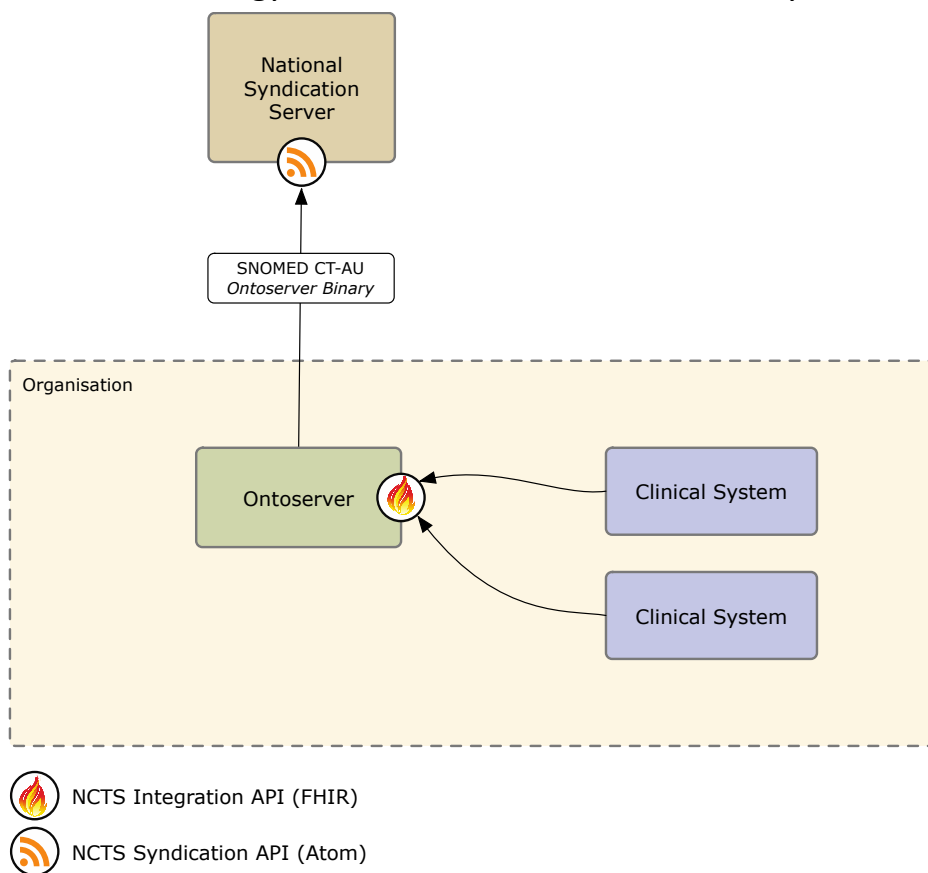 National
Syndication
Server
SNOMED CT-AU
Ontoserver Binary
Organisation
Ontoserver
Clinical System
Clinical System
NCTS Integration API (FHIR)
NCTS Syndication API (Atom)